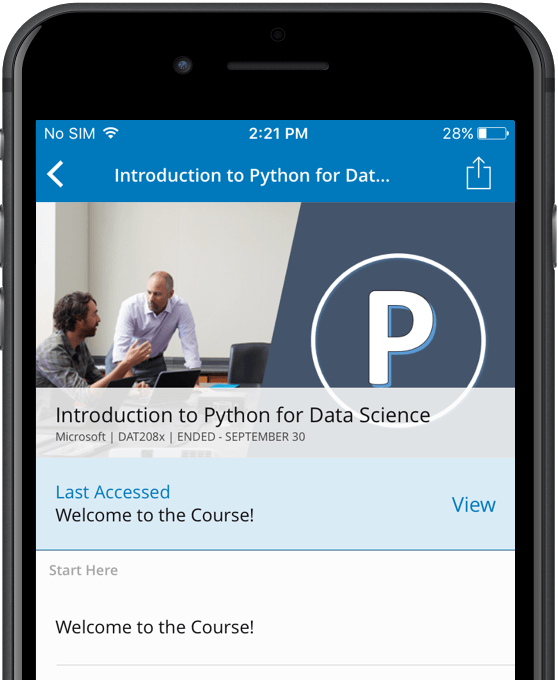 No SIM 2:21 PM 28%
Introduction to Python for Dat...
P
Introduction to Python for Data Science
Microsoft | DAT208x | ENDED - SEPTEMBER 30
Last Accessed
View
Welcome to the Course!
Start Here
Welcome to the Course!